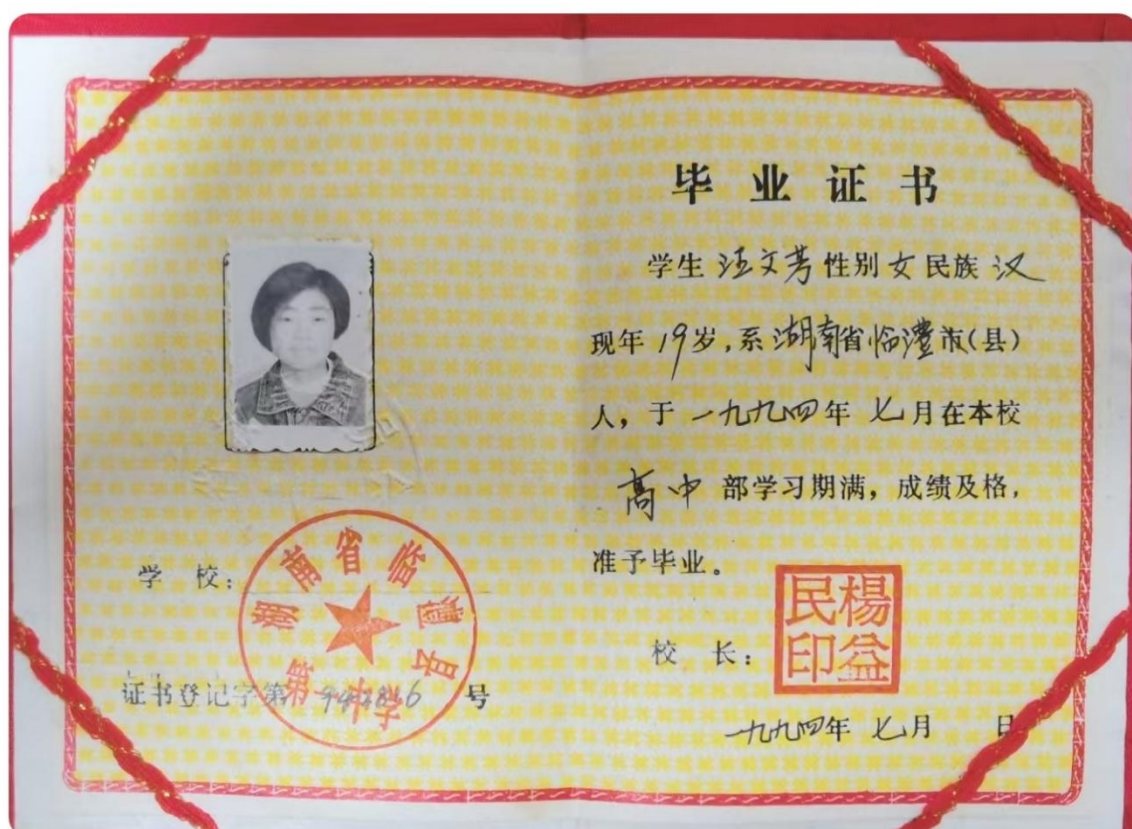 毕业证书
学生 汪文芳 性别 女 民族 汉
现年 19 岁,系 湖南省临澧 市(县)
人,于 一九九四 年 七 月在本校
高中 部学习期满,成绩及格,
准予毕业。
校 长:
楊益民印
一九九四年 七 月 日
学 校:
湖南省临澧县第一中学
证书登记字第 号